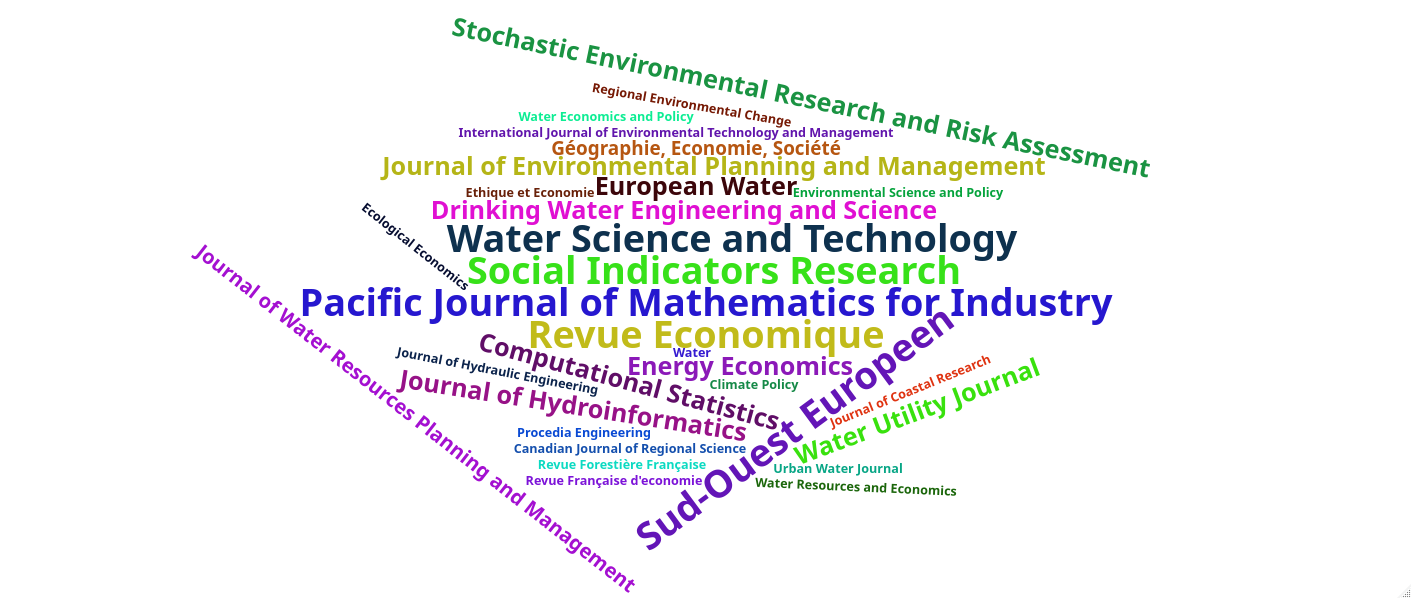 Stochastic Environmental Research and Risk Assessment
Regional Environmental Change
Water Economics and Policy
International Journal of Environmental Technology and Management
Géographie, Economie, Société
Journal of Environmental Planning and Management
European Water
Ethique et Economie
Environmental Science and Policy
Drinking Water Engineering and Science
Ecological Economics
Water Science and Technology
Journal of Water Resources Planning and Management
Social Indicators Research
Pacific Journal of Mathematics for Industry
Revue Economique
Sud-Ouest Europeen
Computational Statistics
Water
Journal of Hydraulic Engineering
Energy Economics
Journal of Coastal Research
Water Utility Journal
Climate Policy
Journal of Hydroinformatics
Procedia Engineering
Canadian Journal of Regional Science
Revue Forestière Française
Urban Water Journal
Revue Française d'economie
Water Resources and Economics